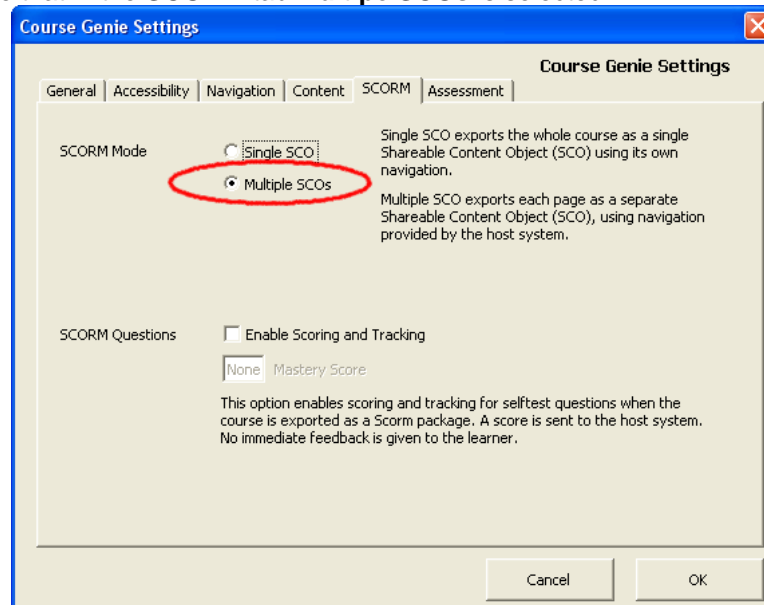 Course Genie Settings
Course Genie Settings
General Accessibility Navigation Content SCORM Assessment
SCORM Mode
Single SCO
Multiple SCOs
Single SCO exports the whole course as a single
Shareable Content Object (SCO) using its own
navigation.
Multiple SCO exports each page as a separate
Shareable Content Object (SCO), using navigation
provided by the host system.
SCORM Questions
Enable Scoring and Tracking
None Mastery Score
This option enables scoring and tracking for selftest questions when the
course is exported as a Scorm package. A score is sent to the host system.
No immediate feedback is given to the learner.
Cancel OK